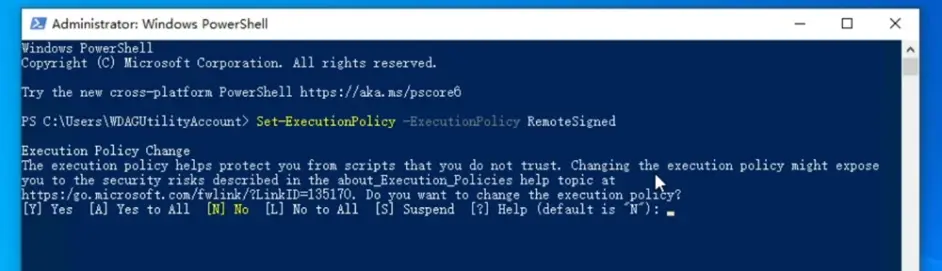 Administrator: Windows PowerShell
Windows PowerShell
Copyright (C) Microsoft Corporation. All rights reserved.
Try the new cross-platform PowerShell https://aka.ms/pscore6
PS C:\Users\WDAGUtilityAccount> Set-ExecutionPolicy -ExecutionPolicy RemoteSigned
Execution Policy Change
The execution policy helps protect you from scripts that you do not trust. Changing the execution policy might expose
you to the security risks described in the about_Execution_Policies help topic at
https:/go.microsoft.com/fwlink/?LinkID=135170. Do you want to change the execution policy?
[Y] Yes  [A] Yes to All  [N] No  [L] No to All  [S] Suspend  [?] Help (default is "N"):